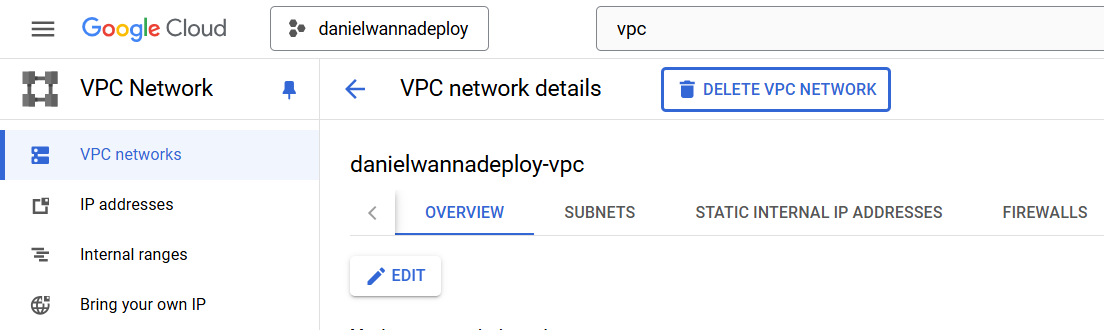 Google Cloud
danielwannadeploy
vpc
VPC Network
VPC networks
IP addresses
Internal ranges
Bring your own IP
VPC network details
DELETE VPC NETWORK
danielwannadeploy-vpc
OVERVIEW
SUBNETS
STATIC INTERNAL IP ADDRESSES
FIREWALLS
EDIT